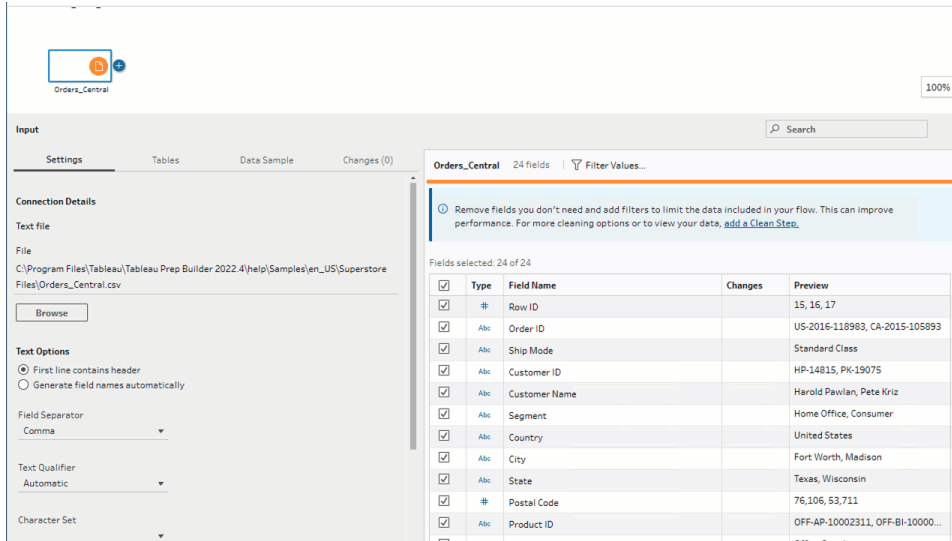 Orders_Central
100%
Input
Search
Settings Tables Data Sample Changes (0)
Connection Details
Text file
File
C:\Program Files\Tableau\Tableau Prep Builder 2022.4\help\Samples\en_US\Superstore
Files\Orders_Central.csv
Browse
Text Options
First line contains header
Generate field names automatically
Field Separator
Comma
Text Qualifier
Automatic
Character Set
Orders_Central 24 fields Filter Values...
Remove fields you don't need and add filters to limit the data included in your flow. This can improve
performance. For more cleaning options or to view your data, add a Clean Step.
Fields selected: 24 of 24
Type Field Name Changes Preview
# Row ID 15, 16, 17
Abc Order ID US-2016-118983, CA-2015-105893
Abc Ship Mode Standard Class
Abc Customer ID HP-14815, PK-19075
Abc Customer Name Harold Pawlan, Pete Kriz
Abc Segment Home Office, Consumer
Abc Country United States
Abc City Fort Worth, Madison
Abc State Texas, Wisconsin
# Postal Code 76,106, 53,711
Abc Product ID OFF-AP-10002311, OFF-BI-10000...